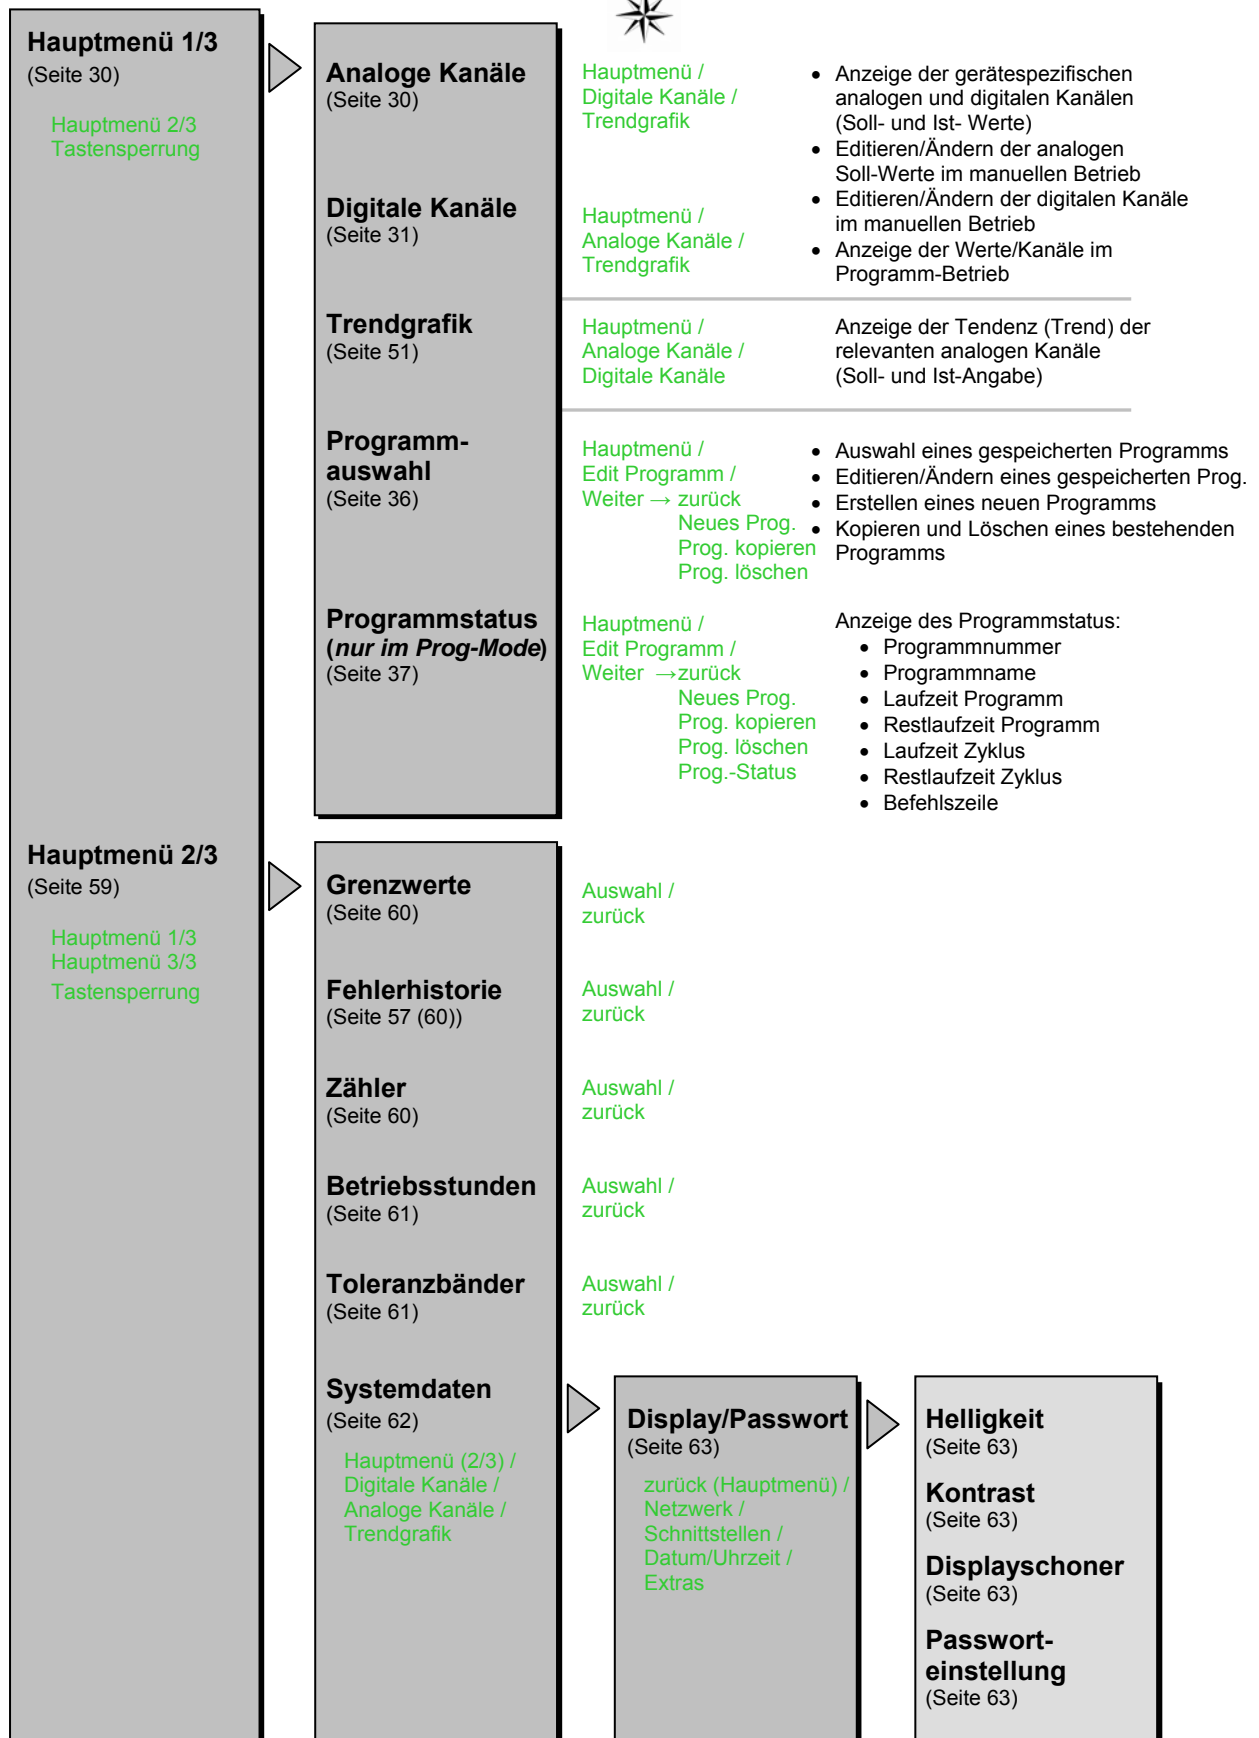 Hauptmenü 1/3
(Seite 30)
Hauptmenü 2/3
Tastensperrung
Analoge Kanäle
(Seite 30)
Hauptmenü /
Digitale Kanäle /
Trendgrafik
• Anzeige der gerätespezifischen
analogen und digitalen Kanälen
(Soll- und Ist- Werte)
• Editieren/Ändern der analogen
Soll-Werte im manuellen Betrieb
• Editieren/Ändern der digitalen Kanäle
im manuellen Betrieb
• Anzeige der Werte/Kanäle im
Programm-Betrieb
Digitale Kanäle
(Seite 31)
Hauptmenü /
Analoge Kanäle /
Trendgrafik
Trendgrafik
(Seite 51)
Hauptmenü /
Analoge Kanäle /
Digitale Kanäle
Anzeige der Tendenz (Trend) der
relevanten analogen Kanäle
(Soll- und Ist-Angabe)
Programm-
auswahl
(Seite 36)
Hauptmenü /
Edit Programm /
Weiter → zurück
Neues Prog.
Prog. kopieren
Prog. löschen
• Auswahl eines gespeicherten Programms
• Editieren/Ändern eines gespeicherten Prog.
• Erstellen eines neuen Programms
• Kopieren und Löschen eines bestehenden
Programms
Programmstatus
(nur im Prog-Mode)
(Seite 37)
Hauptmenü /
Edit Programm /
Weiter →zurück
Neues Prog.
Prog. kopieren
Prog. löschen
Prog.-Status
Anzeige des Programmstatus:
• Programmnummer
• Programmname
• Laufzeit Programm
• Restlaufzeit Programm
• Laufzeit Zyklus
• Restlaufzeit Zyklus
• Befehlszeile
Hauptmenü 2/3
(Seite 59)
Hauptmenü 1/3
Hauptmenü 3/3
Tastensperrung
Grenzwerte
(Seite 60)
Auswahl /
zurück
Fehlerhistorie
(Seite 57 (60))
Auswahl /
zurück
Zähler
(Seite 60)
Auswahl /
zurück
Betriebsstunden
(Seite 61)
Auswahl /
zurück
Toleranzbänder
(Seite 61)
Auswahl /
zurück
Systemdaten
(Seite 62)
Hauptmenü (2/3) /
Digitale Kanäle /
Analoge Kanäle /
Trendgrafik
Display/Passwort
(Seite 63)
zurück (Hauptmenü) /
Netzwerk /
Schnittstellen /
Datum/Uhrzeit /
Extras
Helligkeit
(Seite 63)
Kontrast
(Seite 63)
Displayschoner
(Seite 63)
Passwort-
einstellung
(Seite 63)